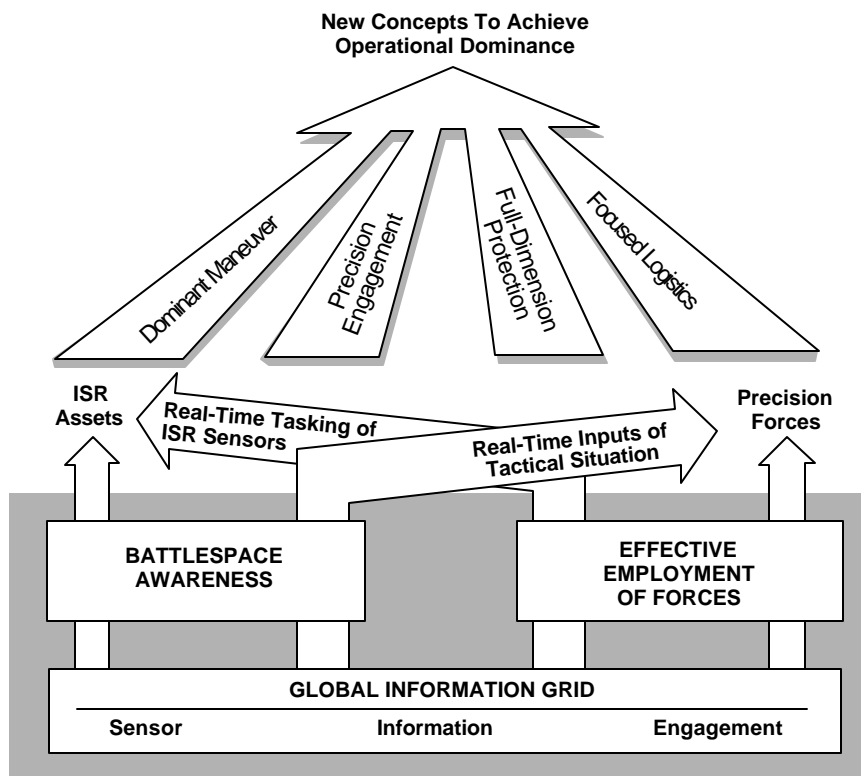 New Concepts To Achieve
Operational Dominance
Dominant Maneuver
Precision
Engagement
Full-Dimension
Protection
Focused Logistics
ISR
Assets
Real-Time Tasking of
ISR Sensors
Real-Time Inputs of
Tactical Situation
Precision
Forces
BATTLESPACE
AWARENESS
EFFECTIVE
EMPLOYMENT
OF FORCES
GLOBAL INFORMATION GRID
Sensor Information Engagement